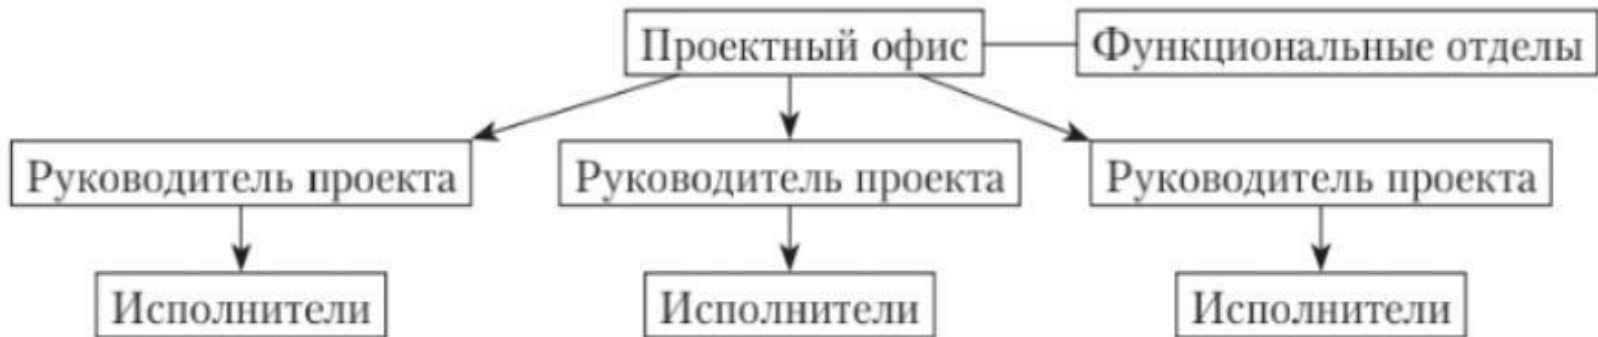 Проектный офис
Функциональные отделы
Руководитель проекта
Руководитель проекта
Руководитель проекта
Исполнители
Исполнители
Исполнители